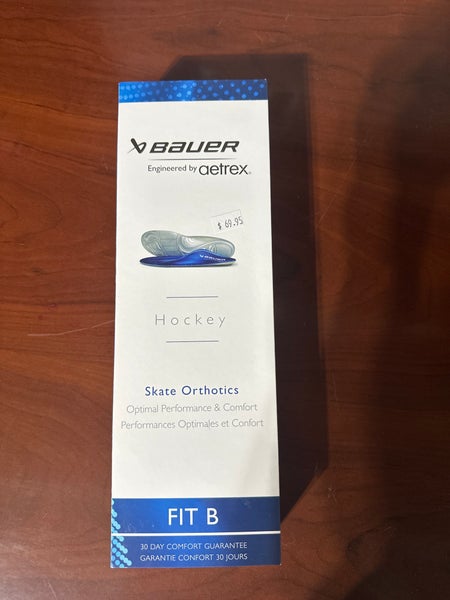 BAUER
Engineered by aetrex®
$ 69.95
BAUER
Hockey
Skate Orthotics
Optimal Performance & Comfort
Performances Optimales et Confort
FIT B
30 DAY COMFORT GUARANTEE
GARANTIE CONFORT 30 JOURS